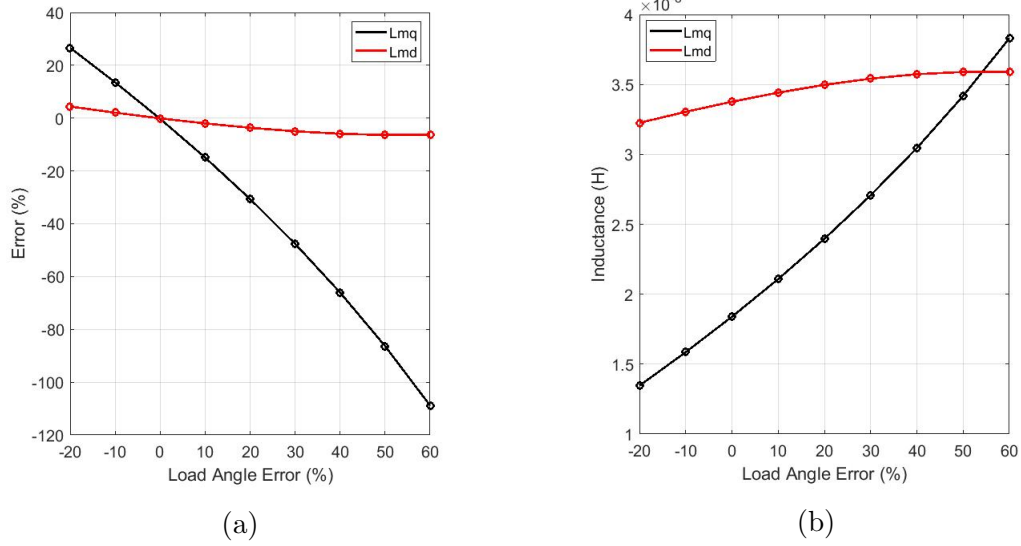 40
20
0
-20
-40
-60
-80
-100
-120
-20 -10 0 10 20 30 40 50 60
Load Angle Error (%)
Error (%)
Lmq
Lmd
(a)
4
3.5
3
2.5
2
1.5
1
-20 -10 0 10 20 30 40 50 60
Load Angle Error (%)
Inductance (H)
Lmq
Lmd
(b)